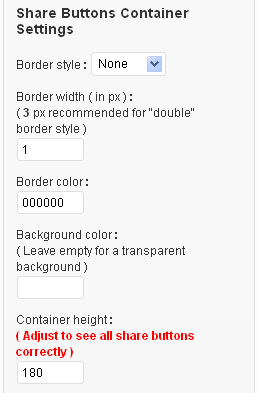 Share Buttons Container
Settings
Border style : None
Border width ( in px ) :
( 3 px recommended for "double"
border style )
1
Border color :
000000
Background color :
( Leave empty for a transparent
background )
Container height :
( Adjust to see all share buttons
correctly )
180